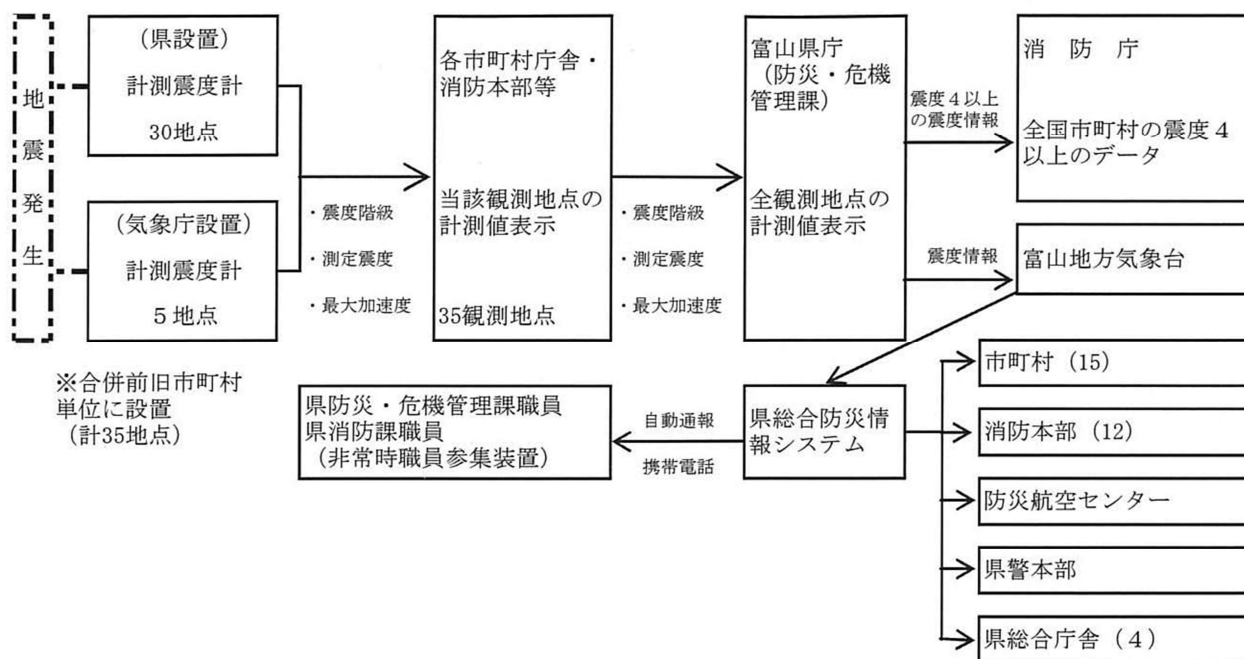 地震発生
(県設置)
計測震度計
30地点
(気象庁設置)
計測震度計
5地点
※合併前旧市町村
単位に設置
(計35地点)
・震度階級
・測定震度
・最大加速度
各市町村庁舎・
消防本部等
当該観測地点の
計測値表示
35観測地点
・震度階級
・測定震度
・最大加速度
富山県庁
(防災・危機
管理課)
全観測地点の
計測値表示
震度4以上
の震度情報
消防庁
全国市町村の震度4
以上のデータ
震度情報
富山地方気象台
県総合防災情
報システム
自動通報
携帯電話
県防災・危機管理課職員
県消防課職員
(非常時職員参集装置)
市町村(15)
消防本部(12)
防災航空センター
県警本部
県総合庁舎(4)